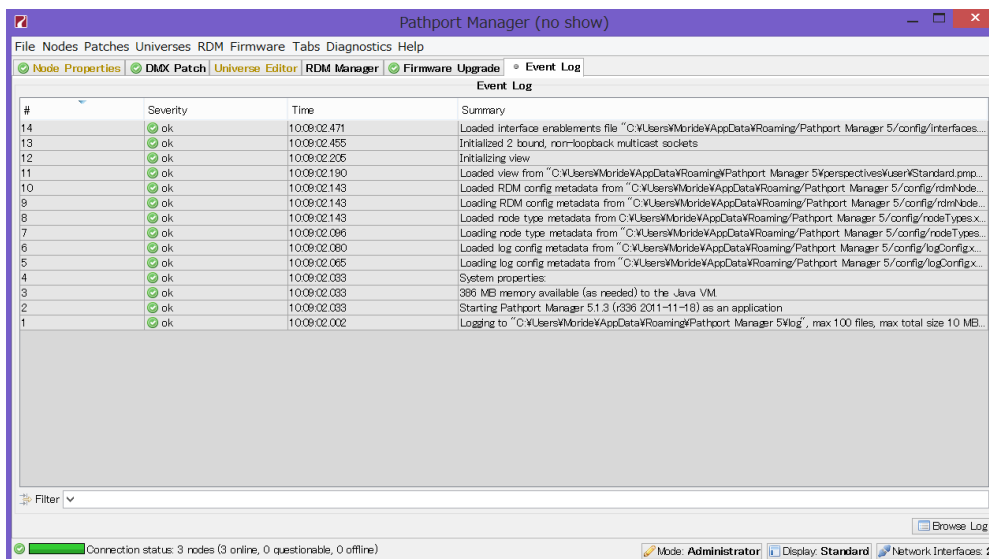 Pathport Manager (no show)
File Nodes Patches Universes RDM Firmware Tabs Diagnostics Help
Node Properties DMX Patch Universe Editor RDM Manager Firmware Upgrade Event Log
Event Log
# Severity Time Summary
14 ok 10:09:02.471 Loaded interface enablements file "C:¥Users¥Moride¥AppData¥Roaming/Pathport Manager 5/config/interfaces....
13 ok 10:09:02.455 Initialized 2 bound, non-loopback multicast sockets
12 ok 10:09:02.205 Initializing view
11 ok 10:09:02.190 Loaded view from "C:¥Users¥Moride¥AppData¥Roaming¥Pathport Manager 5¥perspectives¥user¥Standard.pmp...
10 ok 10:09:02.143 Loaded RDM config metadata from "C:¥Users¥Moride¥AppData¥Roaming/Pathport Manager 5/config/rdmNode...
9 ok 10:09:02.143 Loading RDM config metadata from "C:¥Users¥Moride¥AppData¥Roaming/Pathport Manager 5/config/rdmNode...
8 ok 10:09:02.143 Loaded node type metadata from C:¥Users¥Moride¥AppData¥Roaming/Pathport Manager 5/config/nodeTypes.x...
7 ok 10:09:02.096 Loading node type metadata from "C:¥Users¥Moride¥AppData¥Roaming/Pathport Manager 5/config/nodeTypes...
6 ok 10:09:02.080 Loaded log config metadata from "C:¥Users¥Moride¥AppData¥Roaming/Pathport Manager 5/config/logConfig.x...
5 ok 10:09:02.065 Loading log config metadata from "C:¥Users¥Moride¥AppData¥Roaming/Pathport Manager 5/config/logConfig.x...
4 ok 10:09:02.033 System properties:
3 ok 10:09:02.033 386 MB memory available (as needed) to the Java VM.
2 ok 10:09:02.033 Starting Pathport Manager 5.1.3 (r336 2011-11-18) as an application
1 ok 10:09:02.002 Logging to "C:¥Users¥Moride¥AppData¥Roaming¥Pathport Manager 5¥log", max 100 files, max total size 10 MB...
Filter
Browse Log
Connection status: 3 nodes (3 online, 0 questionable, 0 offline) Mode: Administrator Display: Standard Network Interfaces: 2